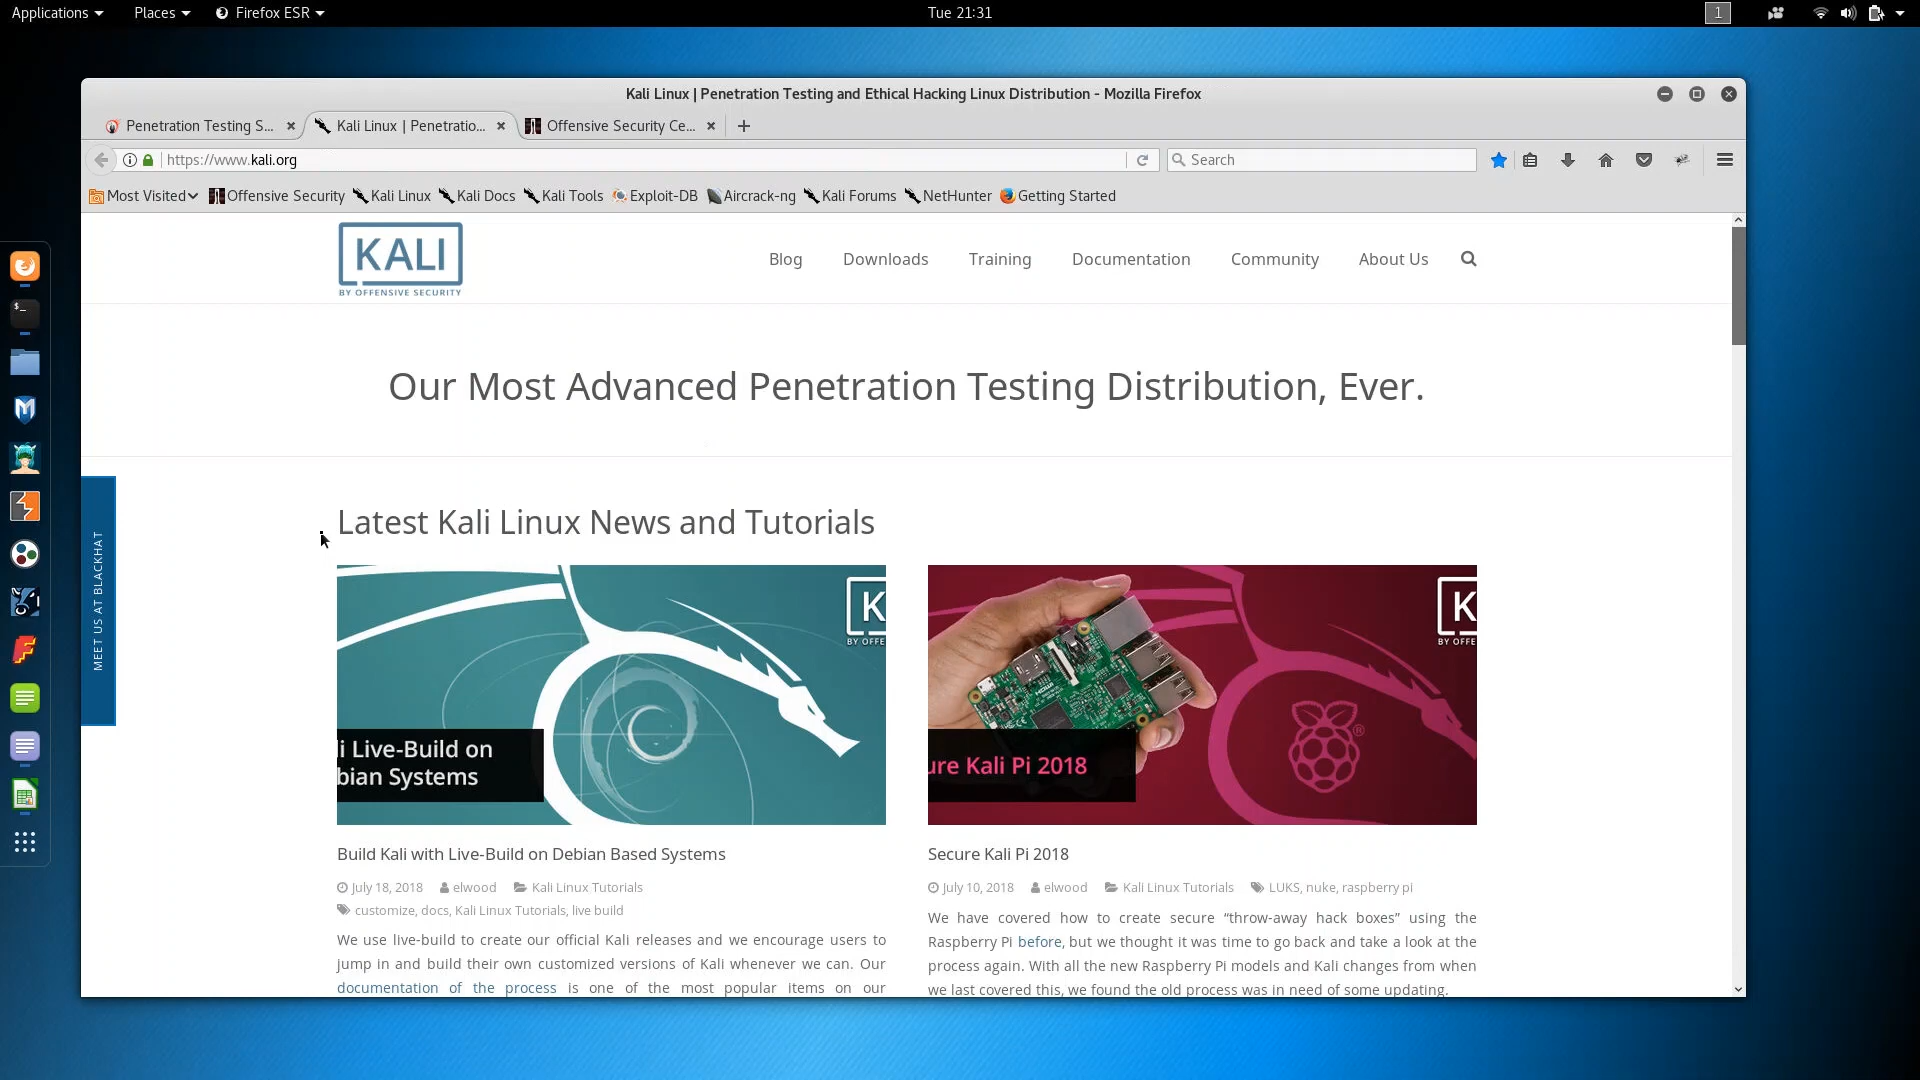 Applications Places Firefox ESR Tue 21:31 1
Kali Linux | Penetration Testing and Ethical Hacking Linux Distribution - Mozilla Firefox
Penetration Testing S... Kali Linux | Penetratio... Offensive Security Ce...
https://www.kali.org Search
Most Visited Offensive Security Kali Linux Kali Docs Kali Tools Exploit-DB Aircrack-ng Kali Forums NetHunter Getting Started
KALI
BY OFFENSIVE SECURITY
Blog Downloads Training Documentation Community About Us
Our Most Advanced Penetration Testing Distribution, Ever.
MEET US AT BLACKHAT
Latest Kali Linux News and Tutorials
K
BY OFFE
li Live-Build on
bian Systems
Build Kali with Live-Build on Debian Based Systems
July 18, 2018 elwood Kali Linux Tutorials
customize, docs, Kali Linux Tutorials, live build
We use live-build to create our official Kali releases and we encourage users to
jump in and build their own customized versions of Kali whenever we can. Our
documentation of the process is one of the most popular items on our
K
BY OFFE
ure Kali Pi 2018
Secure Kali Pi 2018
July 10, 2018 elwood Kali Linux Tutorials LUKS, nuke, raspberry pi
We have covered how to create secure “throw-away hack boxes” using the
Raspberry Pi before, but we thought it was time to go back and take a look at the
process again. With all the new Raspberry Pi models and Kali changes from when
we last covered this, we found the old process was in need of some updating.